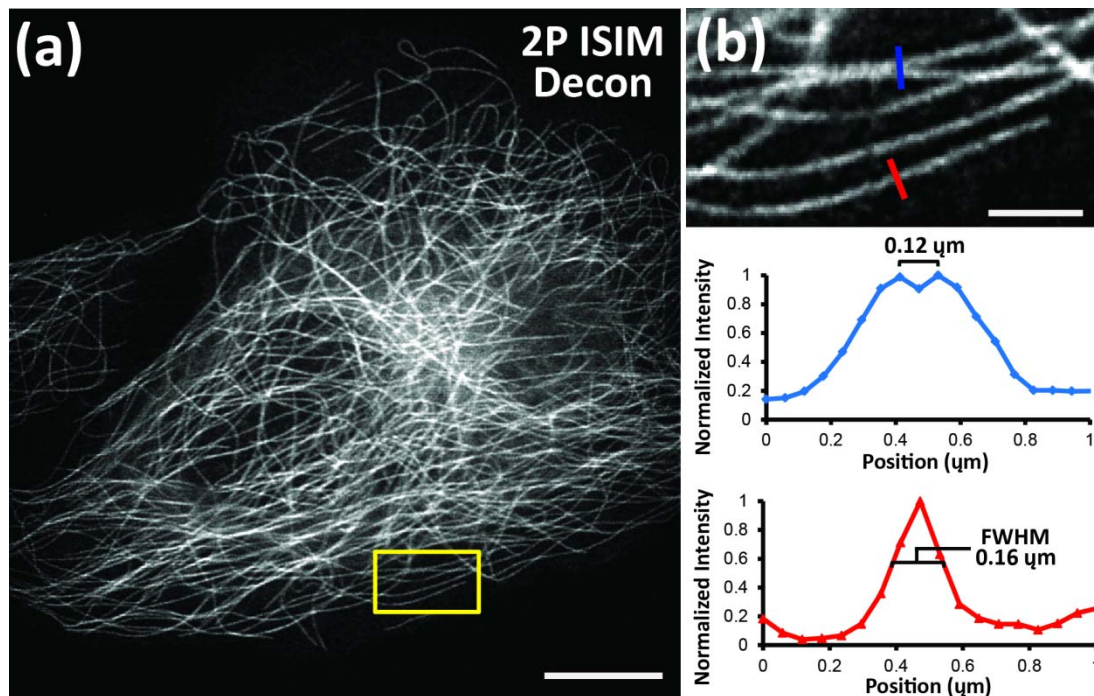 (a)
2P ISIM
Decon
(b)
0.12 ųm
Normalized Intensity
1
0.8
0.6
0.4
0.2
0
0 0.2 0.4 0.6 0.8 1
Position (ųm)
Normalized Intensity
1
0.8
0.6
0.4
0.2
0
FWHM
0.16 ųm
0 0.2 0.4 0.6 0.8 1
Position (ųm)